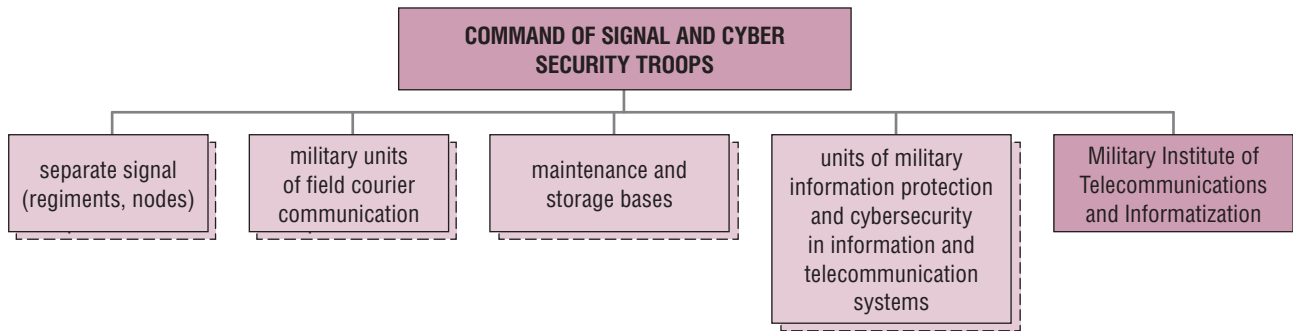 COMMAND OF SIGNAL AND CYBER
SECURITY TROOPS
separate signal
(regiments, nodes)
military units
of field courier
communication
maintenance and
storage bases
units of military
information protection
and cybersecurity
in information and
telecommunication
systems
Military Institute of
Telecommunications
and Informatization